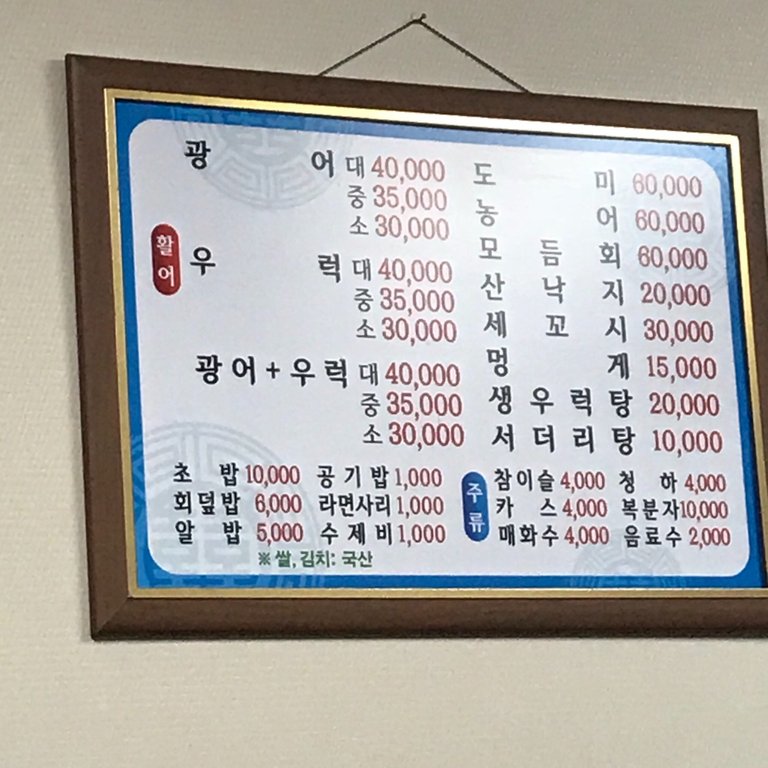 활어
광어 대 40,000
중 35,000
소 30,000
우럭 대 40,000
중 35,000
소 30,000
광어+우럭 대 40,000
중 35,000
소 30,000
도미 60,000
농어 60,000
모듬회 60,000
산낙지 20,000
세꼬시 30,000
멍게 15,000
생우럭탕 20,000
서더리탕 10,000
초밥 10,000 공기밥 1,000
회덮밥 6,000 라면사리 1,000
알밥 5,000 수제비 1,000
※ 쌀, 김치: 국산
주류
참이슬 4,000 청하 4,000
카스 4,000 복분자 10,000
매화수 4,000 음료수 2,000